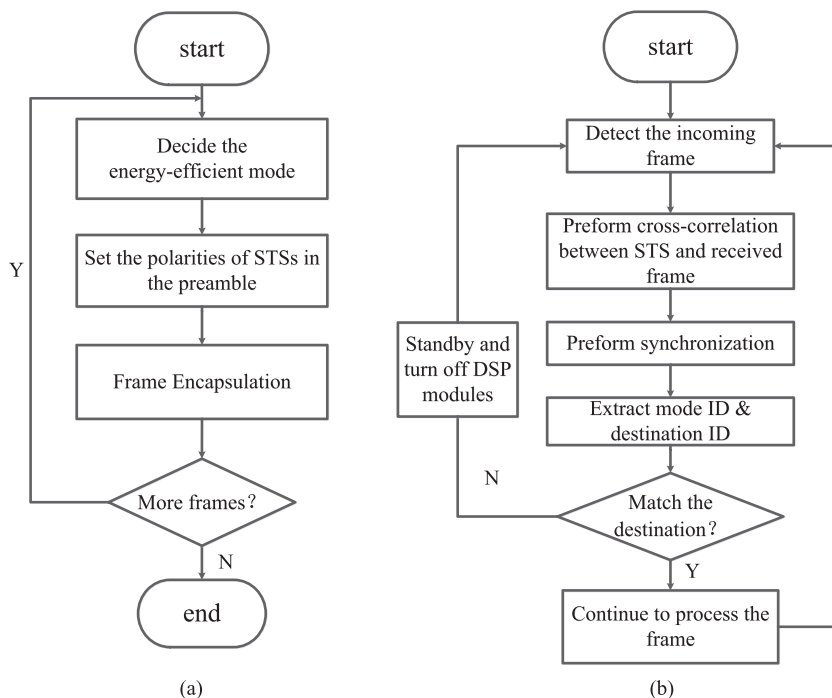 start
Decide the
energy-efficient mode
Set the polarities of STSs in
the preamble
Y
Frame Encapsulation
More frames?
N
end
(a)
start
Detect the incoming
frame
Preform cross-correlation
between STS and received
frame
Standby and
turn off DSP
modules
Preform synchronization
Extract mode ID &
destination ID
N
Match the
destination?
Y
Continue to process the
frame
(b)